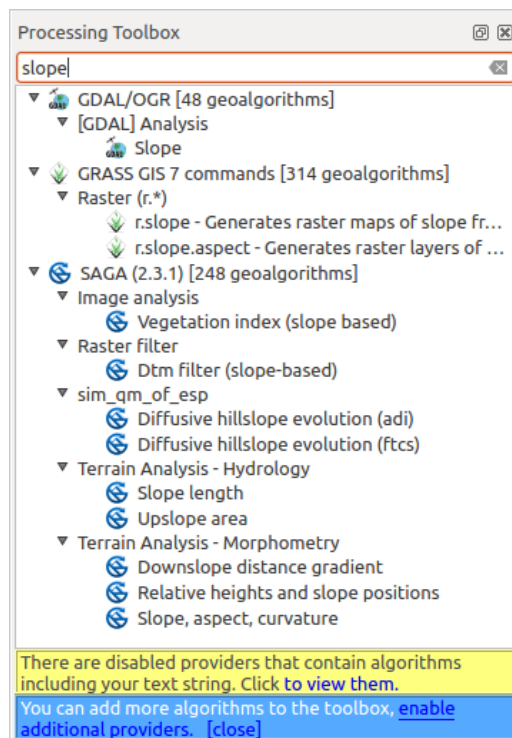 Processing Toolbox
slope
GDAL/OGR [48 geoalgorithms]
[GDAL] Analysis
Slope
GRASS GIS 7 commands [314 geoalgorithms]
Raster (r.*)
r.slope - Generates raster maps of slope fr...
r.slope.aspect - Generates raster layers of ...
SAGA (2.3.1) [248 geoalgorithms]
Image analysis
Vegetation index (slope based)
Raster filter
Dtm filter (slope-based)
sim_qm_of_esp
Diffusive hillslope evolution (adi)
Diffusive hillslope evolution (ftcs)
Terrain Analysis - Hydrology
Slope length
Upslope area
Terrain Analysis - Morphometry
Downslope distance gradient
Relative heights and slope positions
Slope, aspect, curvature
There are disabled providers that contain algorithms
including your text string. Click to view them.
You can add more algorithms to the toolbox, enable
additional providers. [close]